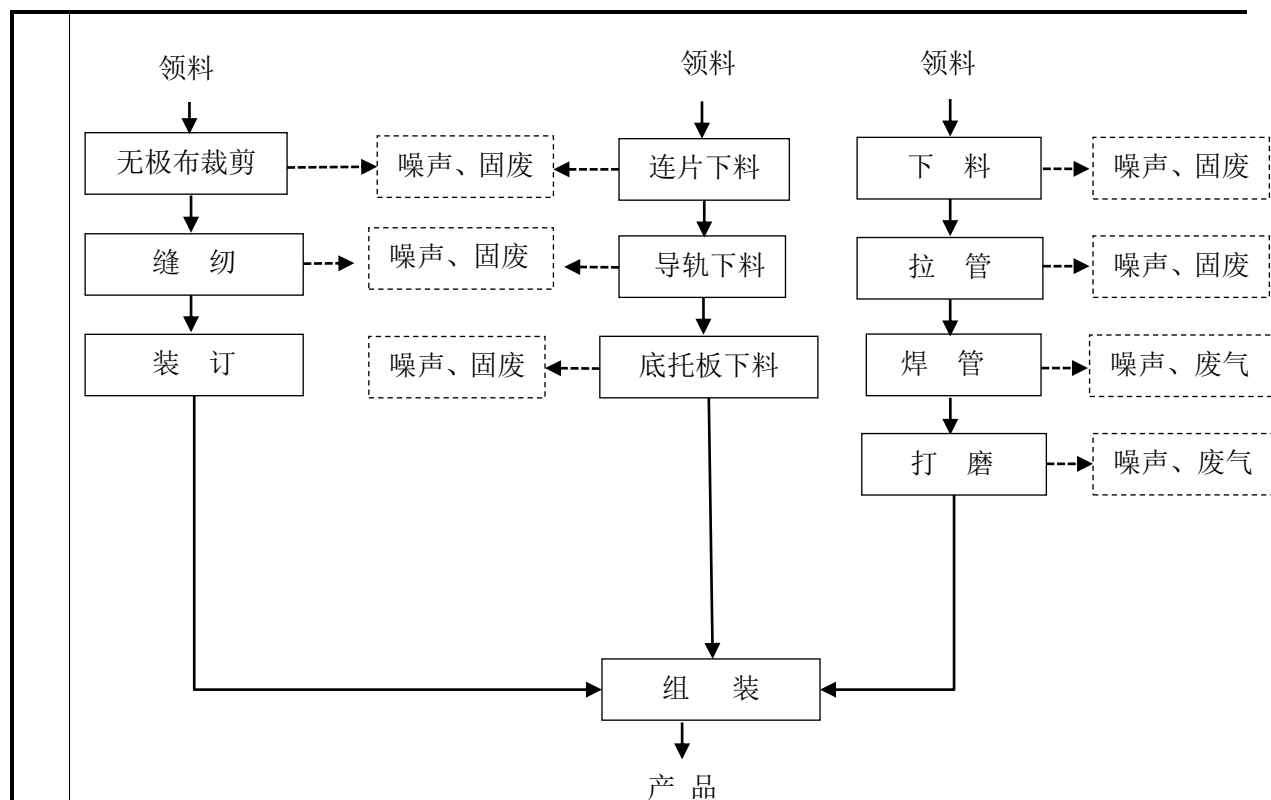 领料 领料 领料
无极布裁剪 噪声、固废 连片下料 下 料 噪声、固废
缝 纫 噪声、固废 导轨下料 拉 管 噪声、固废
装 订 噪声、固废 底托板下料 焊 管 噪声、废气
打 磨 噪声、废气
组 装
产 品